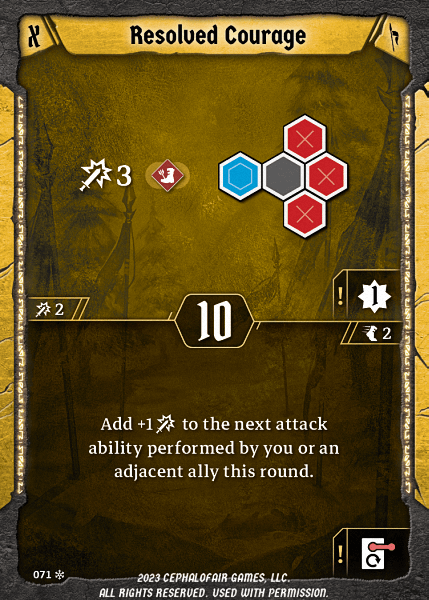 Resolved Courage
3
! 1
2
10
2
Add +1 to the next attack
ability performed by you or an
adjacent ally this round.
!
071
2023 CEPHALOFAIR GAMES, LLC.
ALL RIGHTS RESERVED. USED WITH PERMISSION.